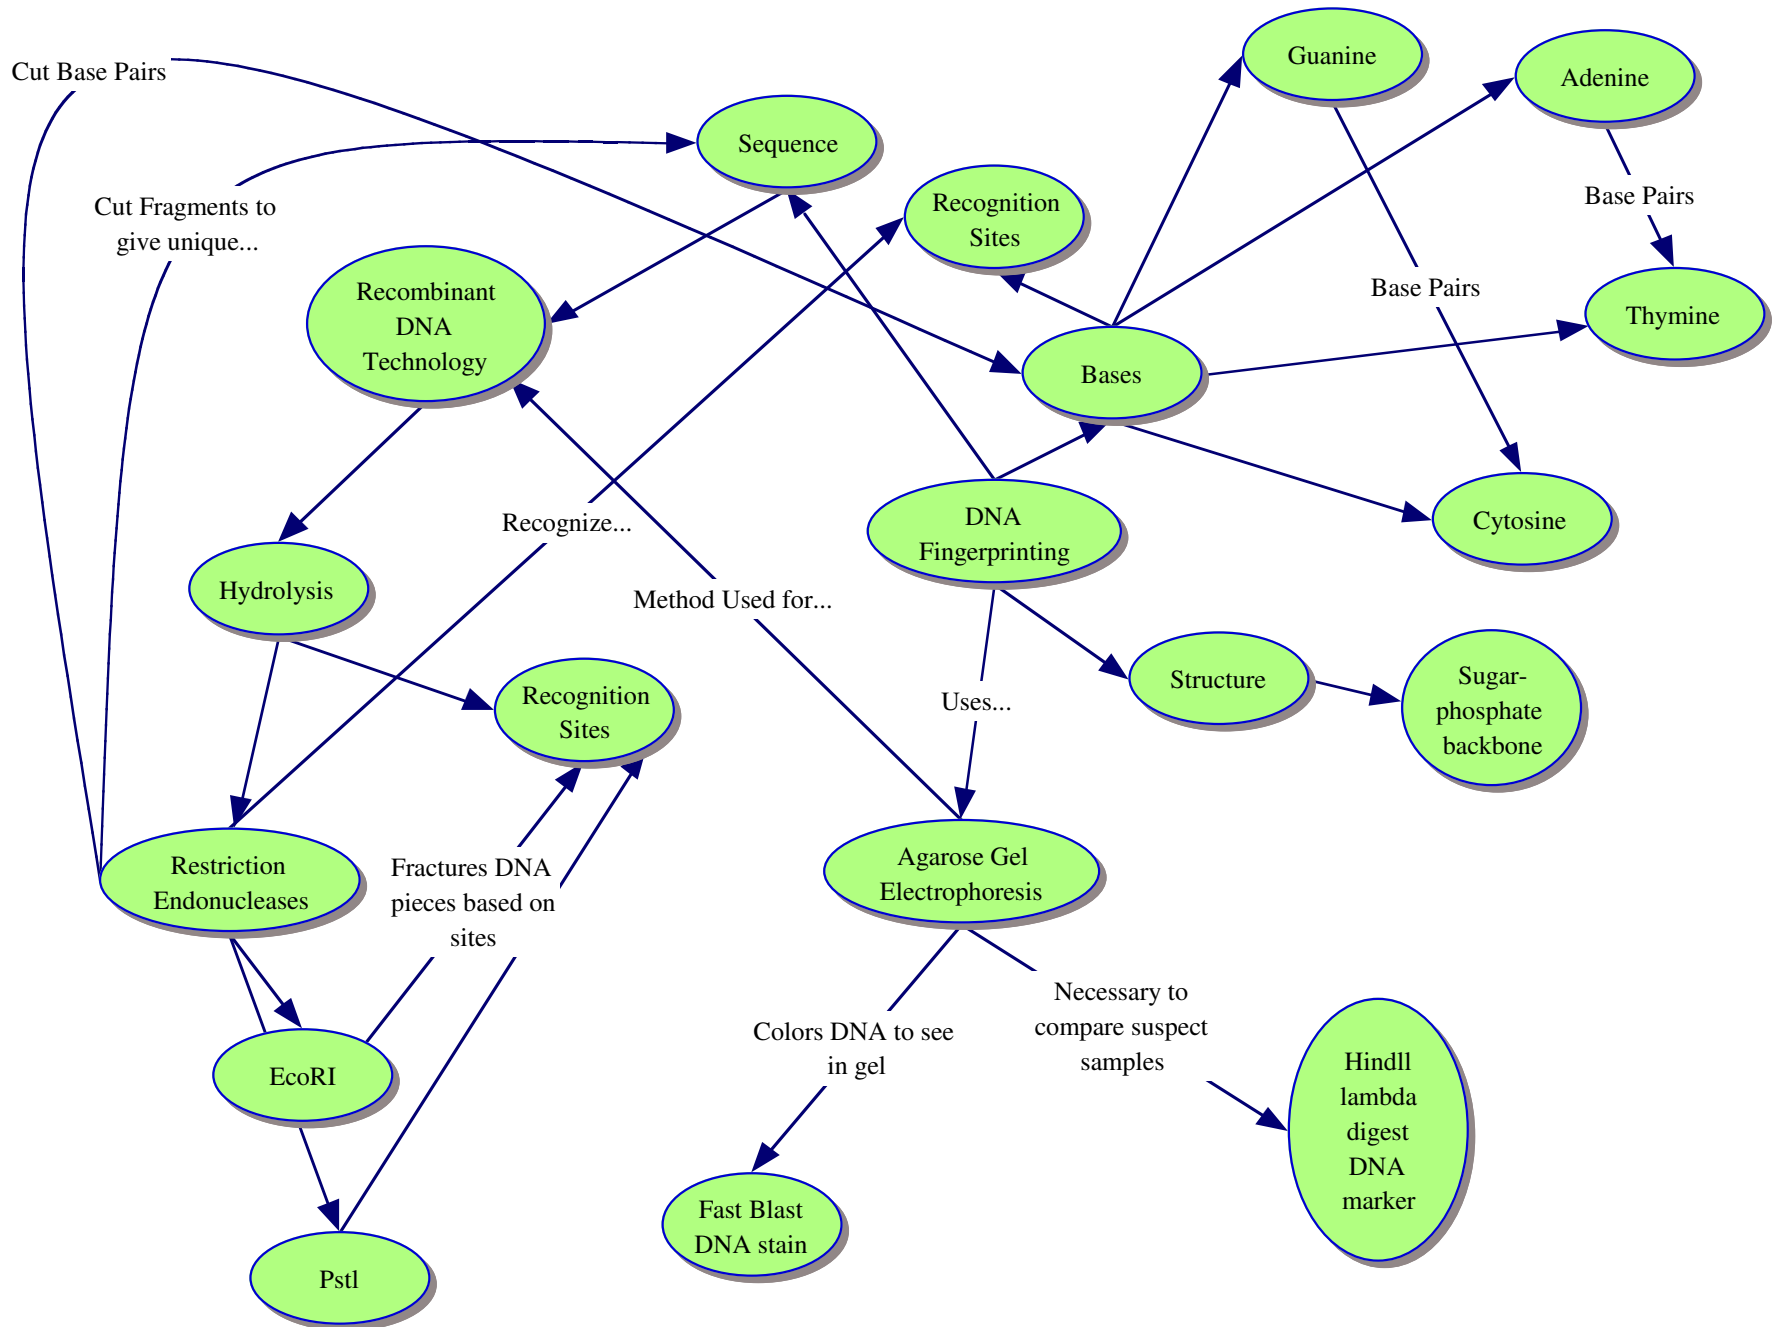 Guanine
Adenine
Cut Base Pairs
Sequence
Base Pairs
Cut Fragments to
give unique...
Recognition
Sites
Base Pairs
Recombinant
DNA
Technology
Thymine
Bases
Recognize...
DNA
Fingerprinting
Cytosine
Hydrolysis
Method Used for...
Recognition
Sites
Uses...
Structure
Sugar-
phosphate
backbone
Restriction
Endonucleases
Fractures DNA
pieces based on
sites
Agarose Gel
Electrophoresis
Necessary to
compare suspect
samples
Colors DNA to see
in gel
EcoRI
Hindll
lambda
digest
DNA
marker
Fast Blast
DNA stain
Pstl